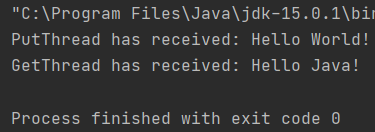 "C:\Program Files\Java\jdk-15.0.1\bin
PutThread has received: Hello World!
GetThread has received: Hello Java!
Process finished with exit code 0